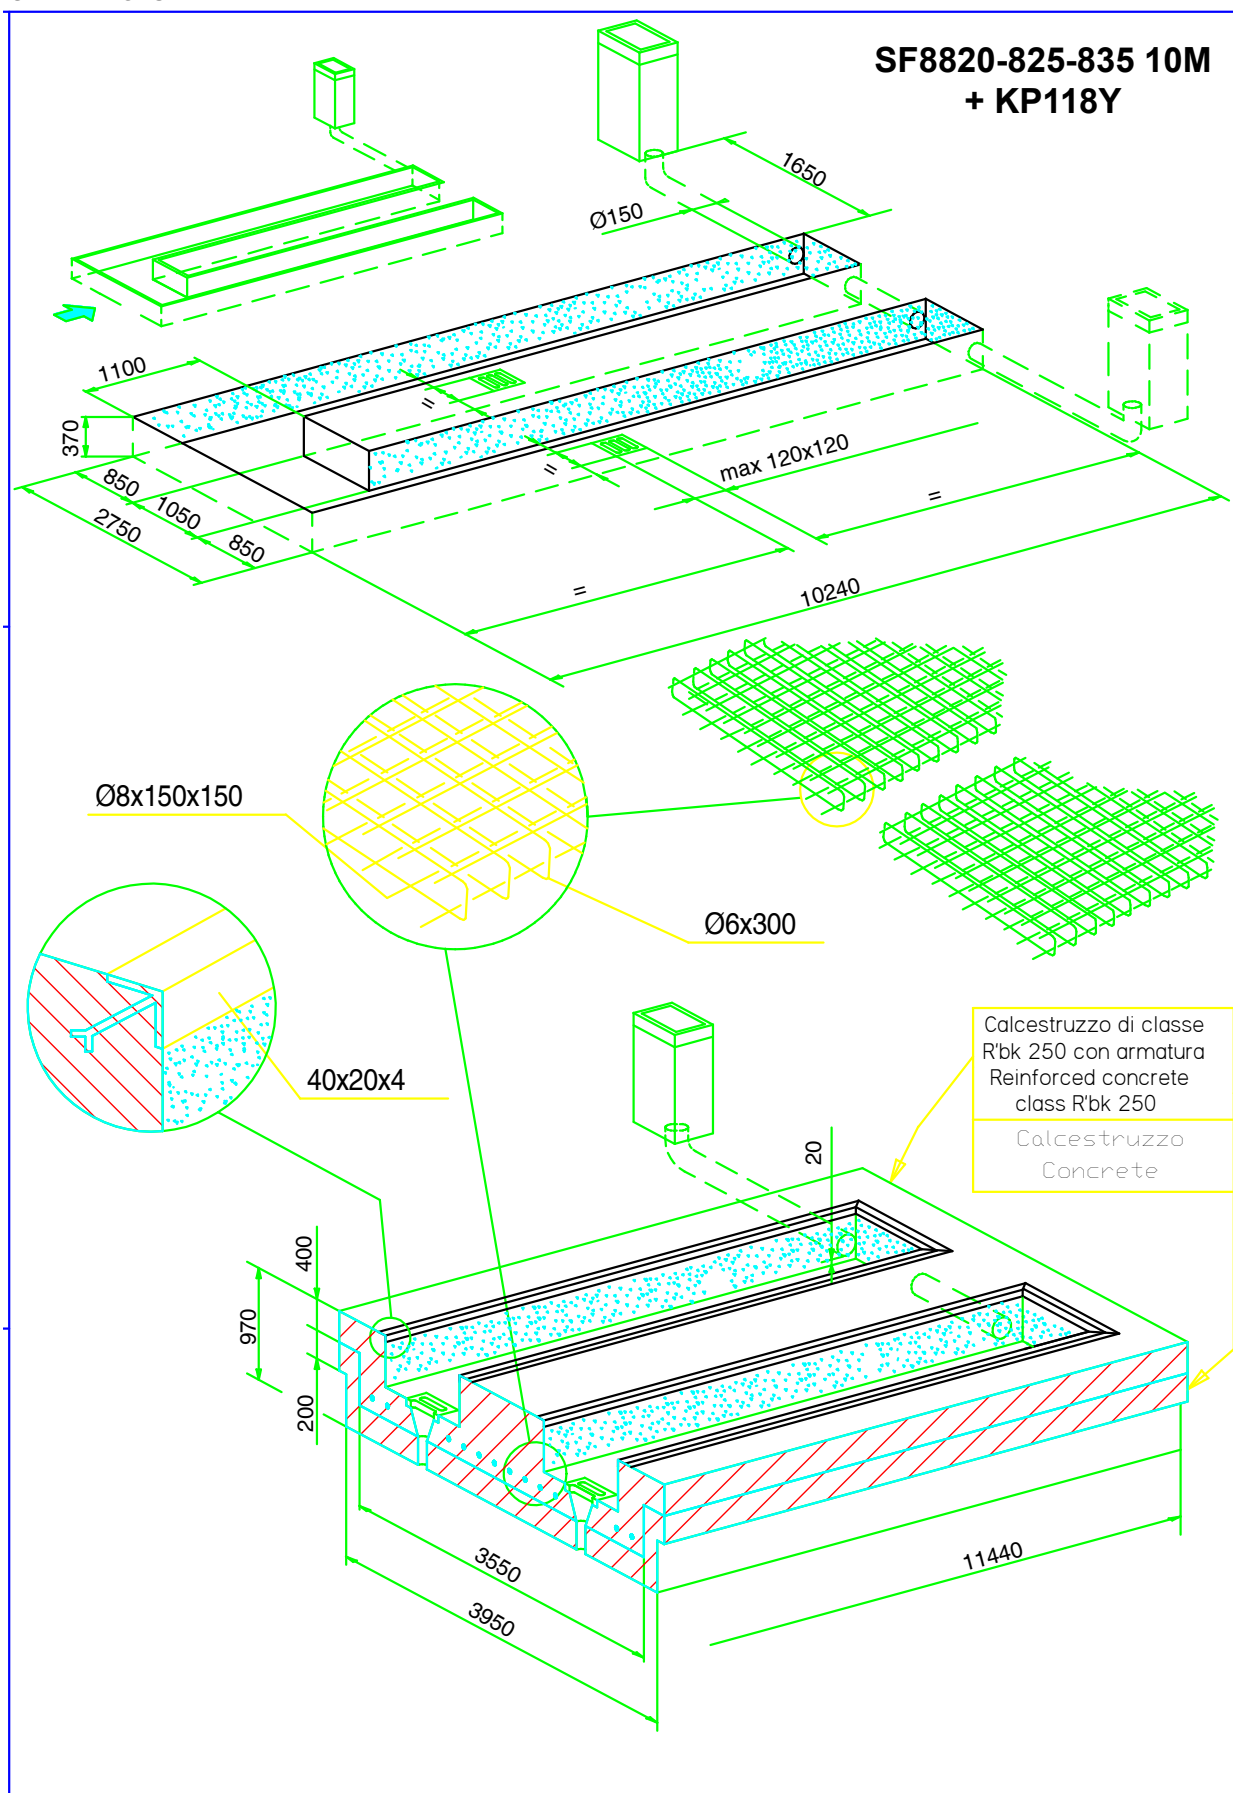 SF8820-825-835 10M
+ KP118Y
1650
Ø150
1100
370
850
1050
850
2750
=
=
max 120x120
=
=
10240
Ø8x150x150
Ø6x300
40x20x4
Calcestruzzo di classe
R'bk 250 con armatura
Reinforced concrete
class R'bk 250
Calcestruzzo
Concrete
20
400
970
200
3550
3950
11440